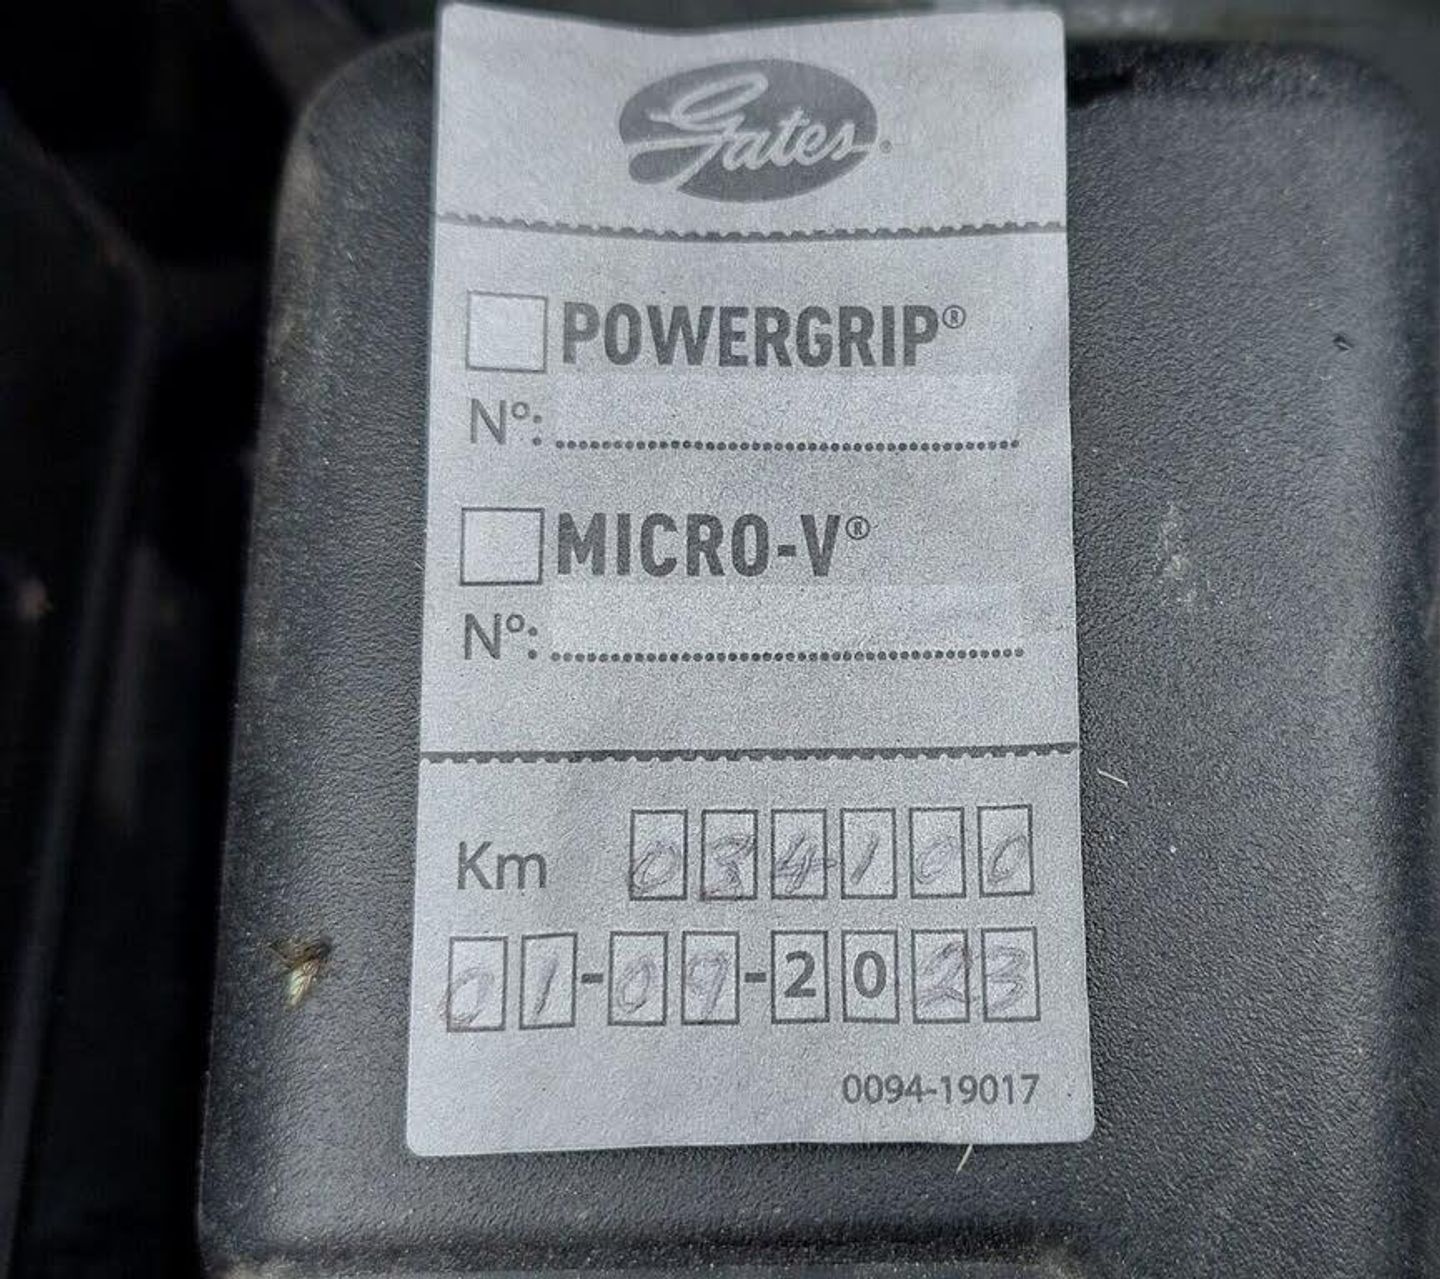 Gates
POWERGRIP®
Nº:
MICRO-V®
Nº:
Km 034100
01-09-2023
0094-19017